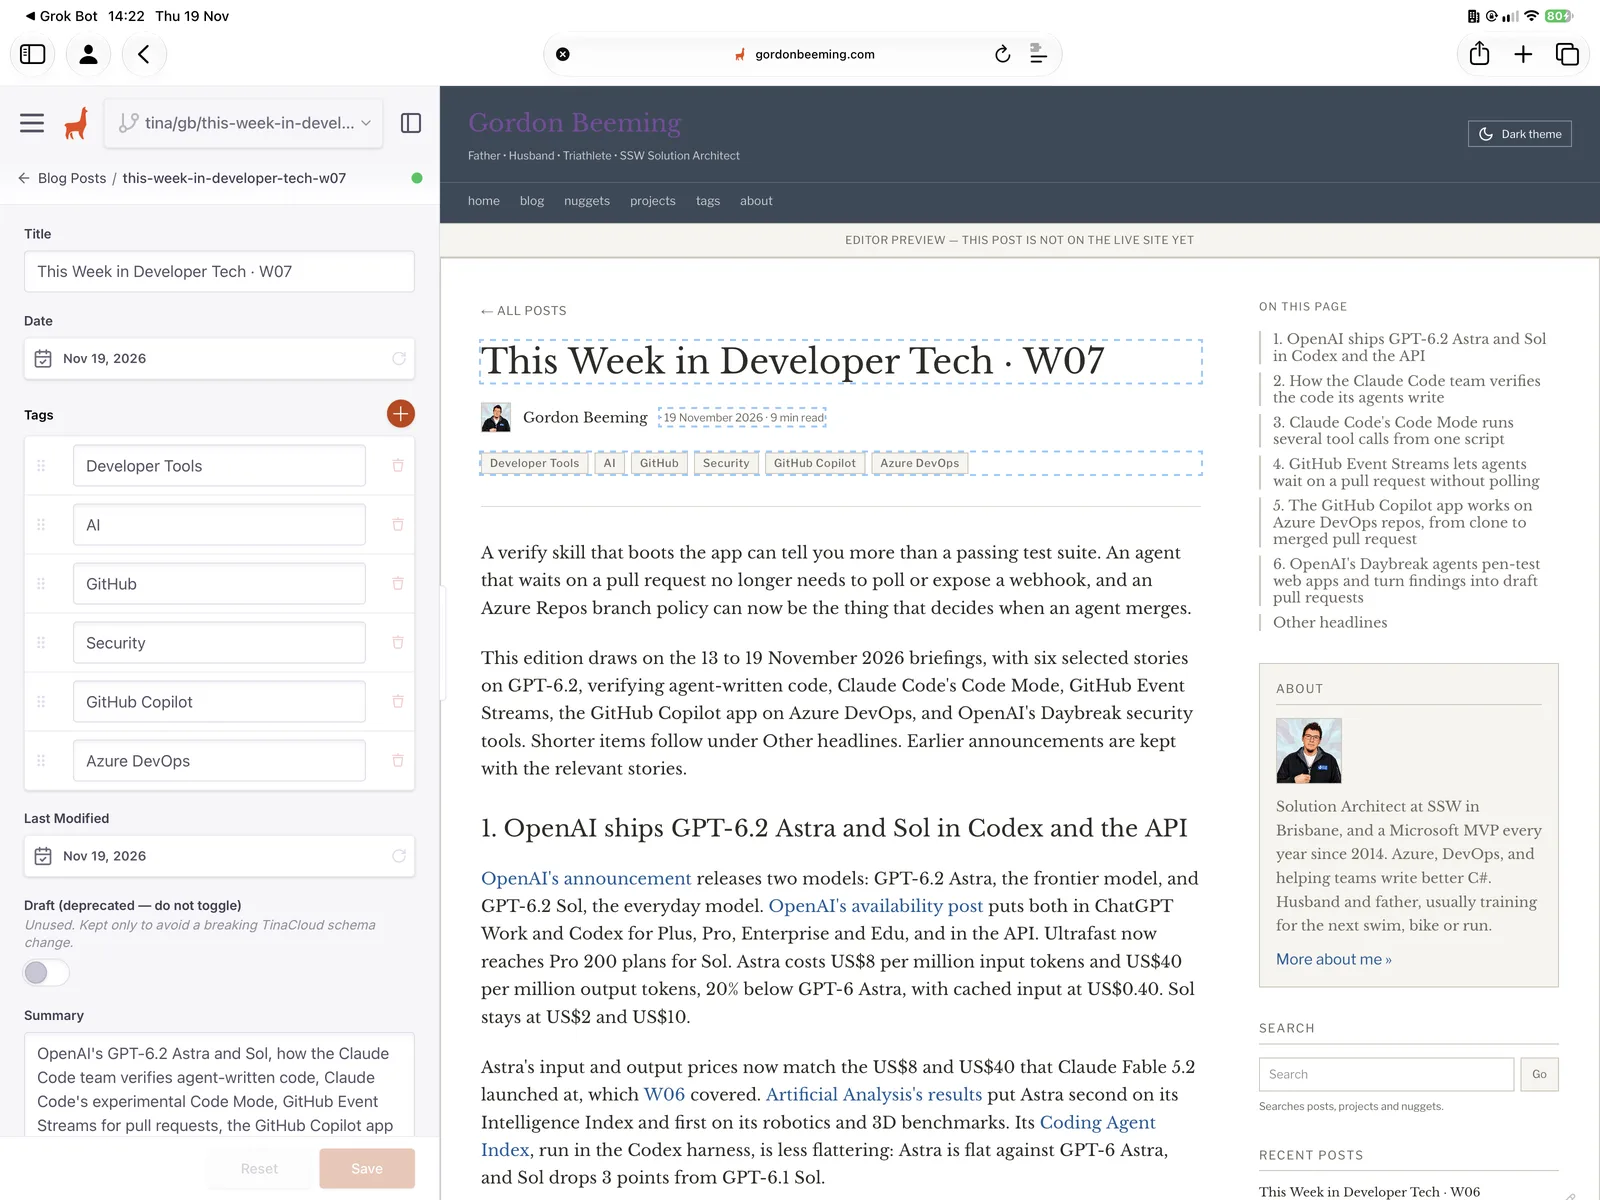 ◀ Grok Bot 14:22 Thu 19 Nov
80
gordonbeeming.com
tina/gb/this-week-in-devel...
← Blog Posts / this-week-in-developer-tech-w07
Title
This Week in Developer Tech · W07
Date
Nov 19, 2026
Tags
Developer Tools
AI
GitHub
Security
GitHub Copilot
Azure DevOps
Last Modified
Nov 19, 2026
Draft (deprecated — do not toggle)
Unused. Kept only to avoid a breaking TinaCloud schema
change.
Summary
OpenAI's GPT-6.2 Astra and Sol, how the Claude
Code team verifies agent-written code, Claude
Code's experimental Code Mode, GitHub Event
Streams for pull requests, the GitHub Copilot app
Reset
Save
Gordon Beeming
Father • Husband • Triathlete • SSW Solution Architect
Dark theme
home blog nuggets projects tags about
EDITOR PREVIEW — THIS POST IS NOT ON THE LIVE SITE YET
← ALL POSTS
This Week in Developer Tech · W07
Gordon Beeming 19 November 2026 · 9 min read
Developer Tools AI GitHub Security GitHub Copilot Azure DevOps
A verify skill that boots the app can tell you more than a passing test suite. An agent
that waits on a pull request no longer needs to poll or expose a webhook, and an
Azure Repos branch policy can now be the thing that decides when an agent merges.
This edition draws on the 13 to 19 November 2026 briefings, with six selected stories
on GPT-6.2, verifying agent-written code, Claude Code's Code Mode, GitHub Event
Streams, the GitHub Copilot app on Azure DevOps, and OpenAI's Daybreak security
tools. Shorter items follow under Other headlines. Earlier announcements are kept
with the relevant stories.
1. OpenAI ships GPT-6.2 Astra and Sol in Codex and the API
OpenAI's announcement releases two models: GPT-6.2 Astra, the frontier model, and
GPT-6.2 Sol, the everyday model. OpenAI's availability post puts both in ChatGPT
Work and Codex for Plus, Pro, Enterprise and Edu, and in the API. Ultrafast now
reaches Pro 200 plans for Sol. Astra costs US$8 per million input tokens and US$40
per million output tokens, 20% below GPT-6 Astra, with cached input at US$0.40. Sol
stays at US$2 and US$10.
Astra's input and output prices now match the US$8 and US$40 that Claude Fable 5.2
launched at, which W06 covered. Artificial Analysis's results put Astra second on its
Intelligence Index and first on its robotics and 3D benchmarks. Its Coding Agent
Index, run in the Codex harness, is less flattering: Astra is flat against GPT-6 Astra,
and Sol drops 3 points from GPT-6.1 Sol.
ON THIS PAGE
1. OpenAI ships GPT-6.2 Astra and Sol
in Codex and the API
2. How the Claude Code team verifies
the code its agents write
3. Claude Code's Code Mode runs
several tool calls from one script
4. GitHub Event Streams lets agents
wait on a pull request without polling
5. The GitHub Copilot app works on
Azure DevOps repos, from clone to
merged pull request
6. OpenAI's Daybreak agents pen-test
web apps and turn findings into draft
pull requests
Other headlines
ABOUT
Solution Architect at SSW in
Brisbane, and a Microsoft MVP every
year since 2014. Azure, DevOps, and
helping teams write better C#.
Husband and father, usually training
for the next swim, bike or run.
More about me »
SEARCH
Search
Go
Searches posts, projects and nuggets.
RECENT POSTS
This Week in Developer Tech · W06